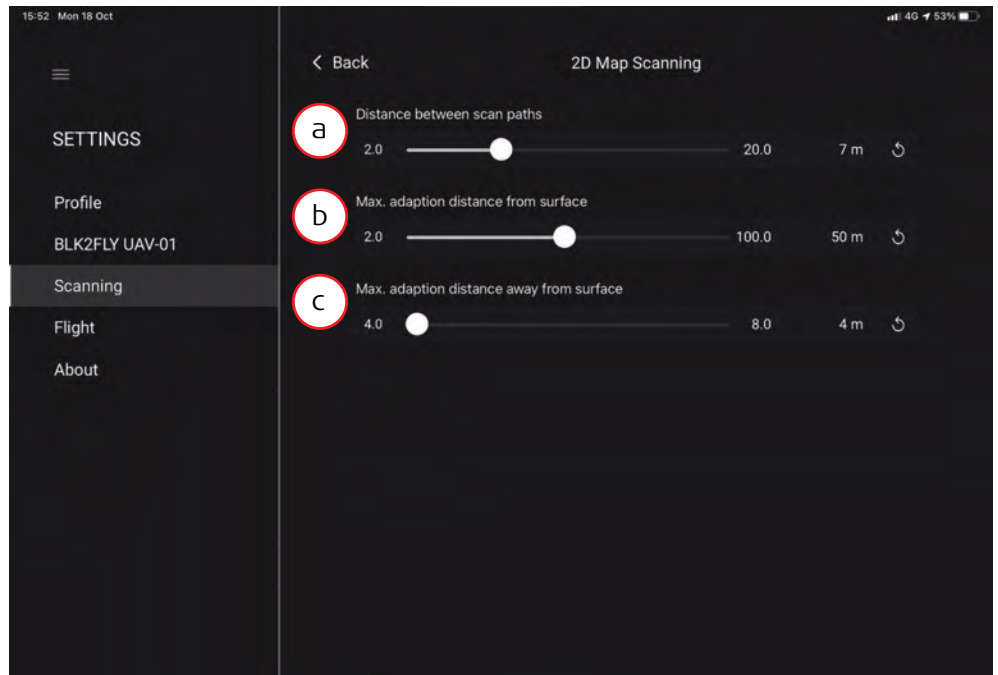 15:52 Mon 18 Oct
4G 53%
SETTINGS
Profile
BLK2FLY UAV-01
Scanning
Flight
About
Back
2D Map Scanning
a
Distance between scan paths
2.0 20.0 7 m
b
Max. adaption distance from surface
2.0 100.0 50 m
c
Max. adaption distance away from surface
4.0 8.0 4 m